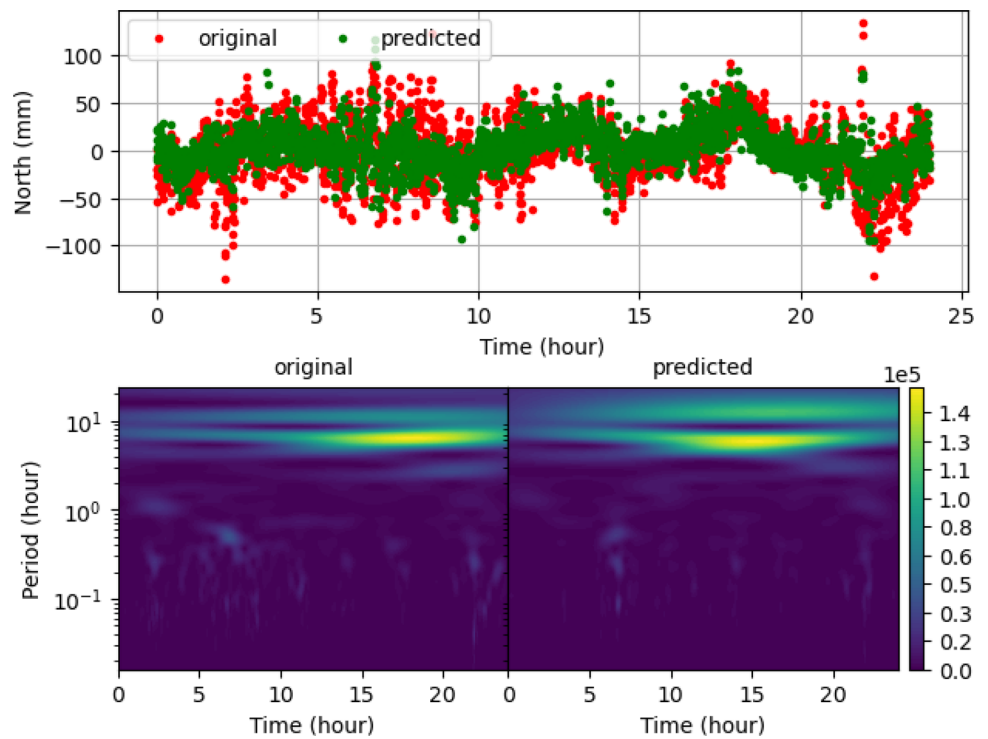 original predicted
100
50
0
−50
−100
North (mm)
0 5 10 15 20 25
Time (hour)
original predicted 1e5
10¹
10⁰
10⁻¹
Period (hour)
1.4
1.3
1.1
1.0
0.8
0.6
0.5
0.3
0.2
0.0
0 5 10 15 20 0 5 10 15 20
Time (hour) Time (hour)